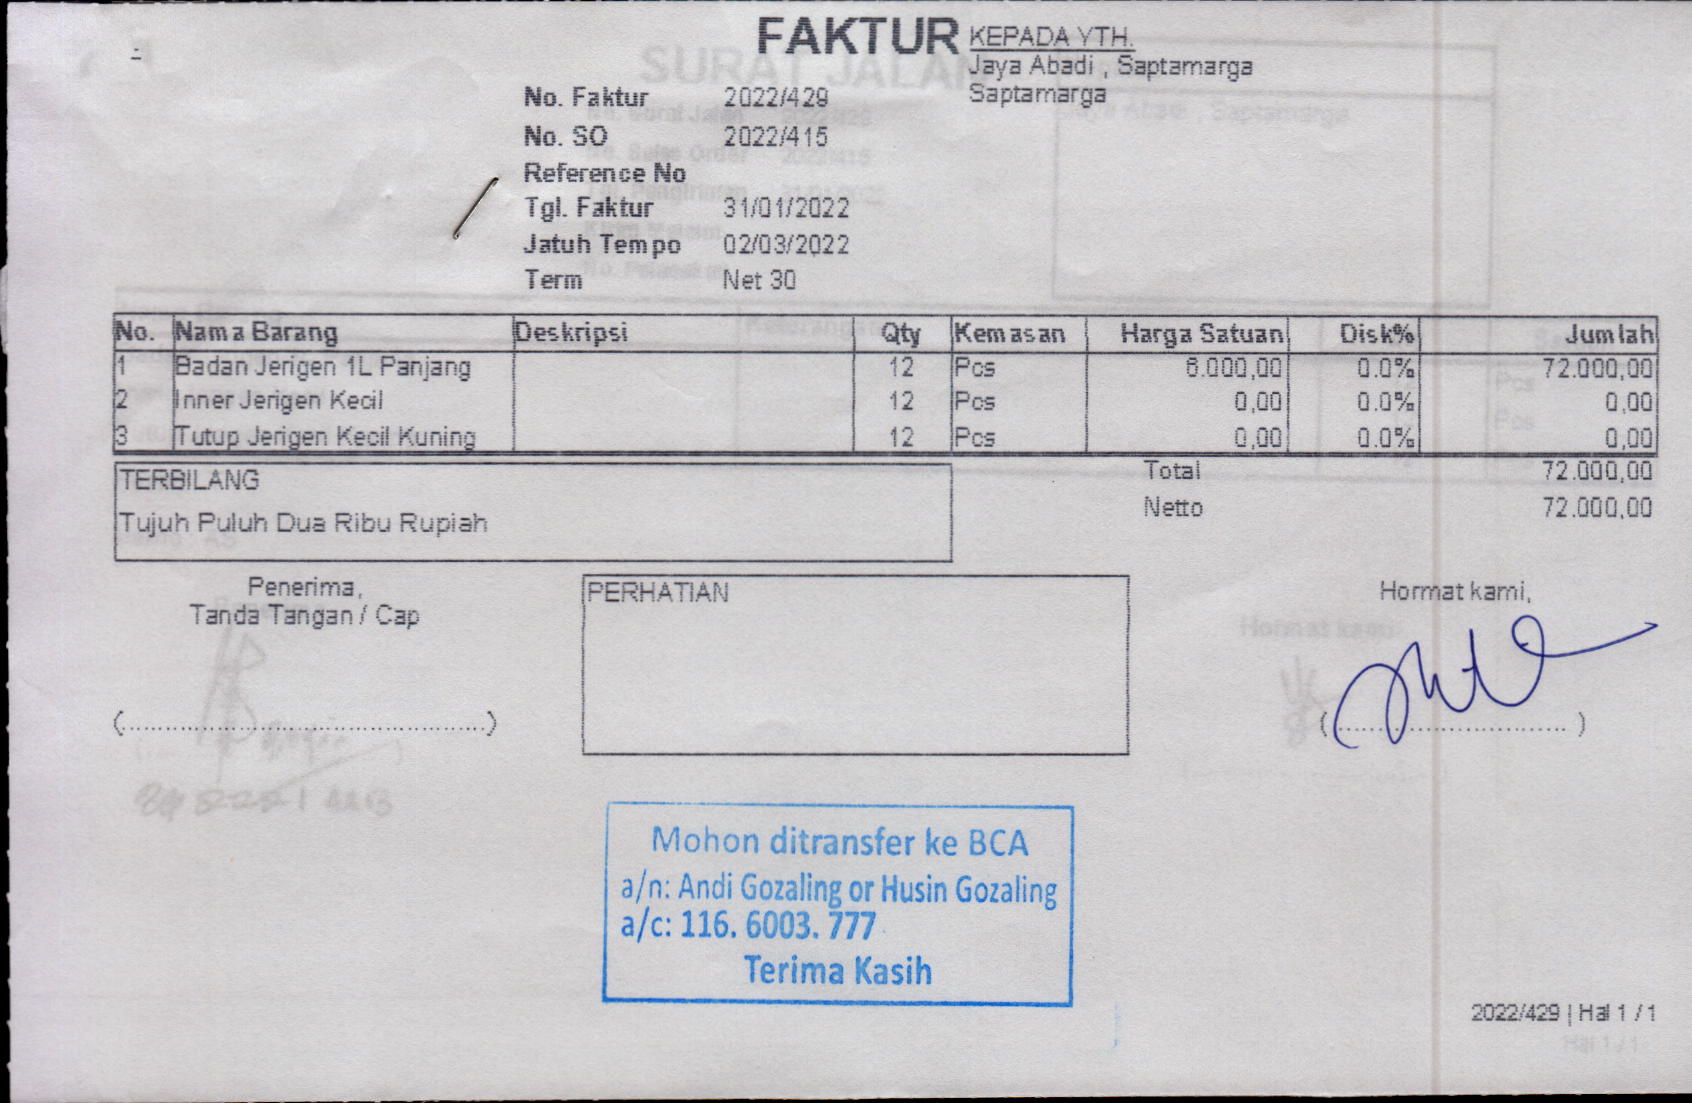 FAKTUR
KEPADA YTH.
Jaya Abadi , Saptamarga
Saptamarga
SURAT JALAN
No. Faktur 2022/429
No. SO 2022/415
Reference No
Tgl. Faktur 31/01/2022
Jatuh Tempo 02/03/2022
Term Net 30
No. Nama Barang Deskripsi Qty Kemasan Harga Satuan Disk% Jumlah
1 Badan Jerigen 1L Panjang 12 Pcs 6.000,00 0.0% 72.000,00
2 Inner Jerigen Kecil 12 Pcs 0,00 0.0% 0,00
3 Tutup Jerigen Kecil Kuning 12 Pcs 0,00 0.0% 0,00
TERBILANG
Tujuh Puluh Dua Ribu Rupiah
Total 72.000,00
Netto 72.000,00
Penerima,
Tanda Tangan / Cap
PERHATIAN
Hormat kami,
(................................................)
(................................)
Mohon ditransfer ke BCA
a/n: Andi Gozaling or Husin Gozaling
a/c: 116. 6003. 777
Terima Kasih
2022/429 | Hal 1 / 1
Hal 1 / 1